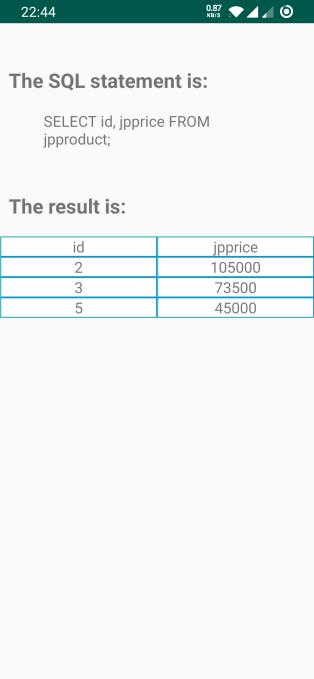 22:44
0.87
KB/S
The SQL statement is:
SELECT id, jpprice FROM
jpproduct;
The result is:
id jpprice
2 105000
3 73500
5 45000